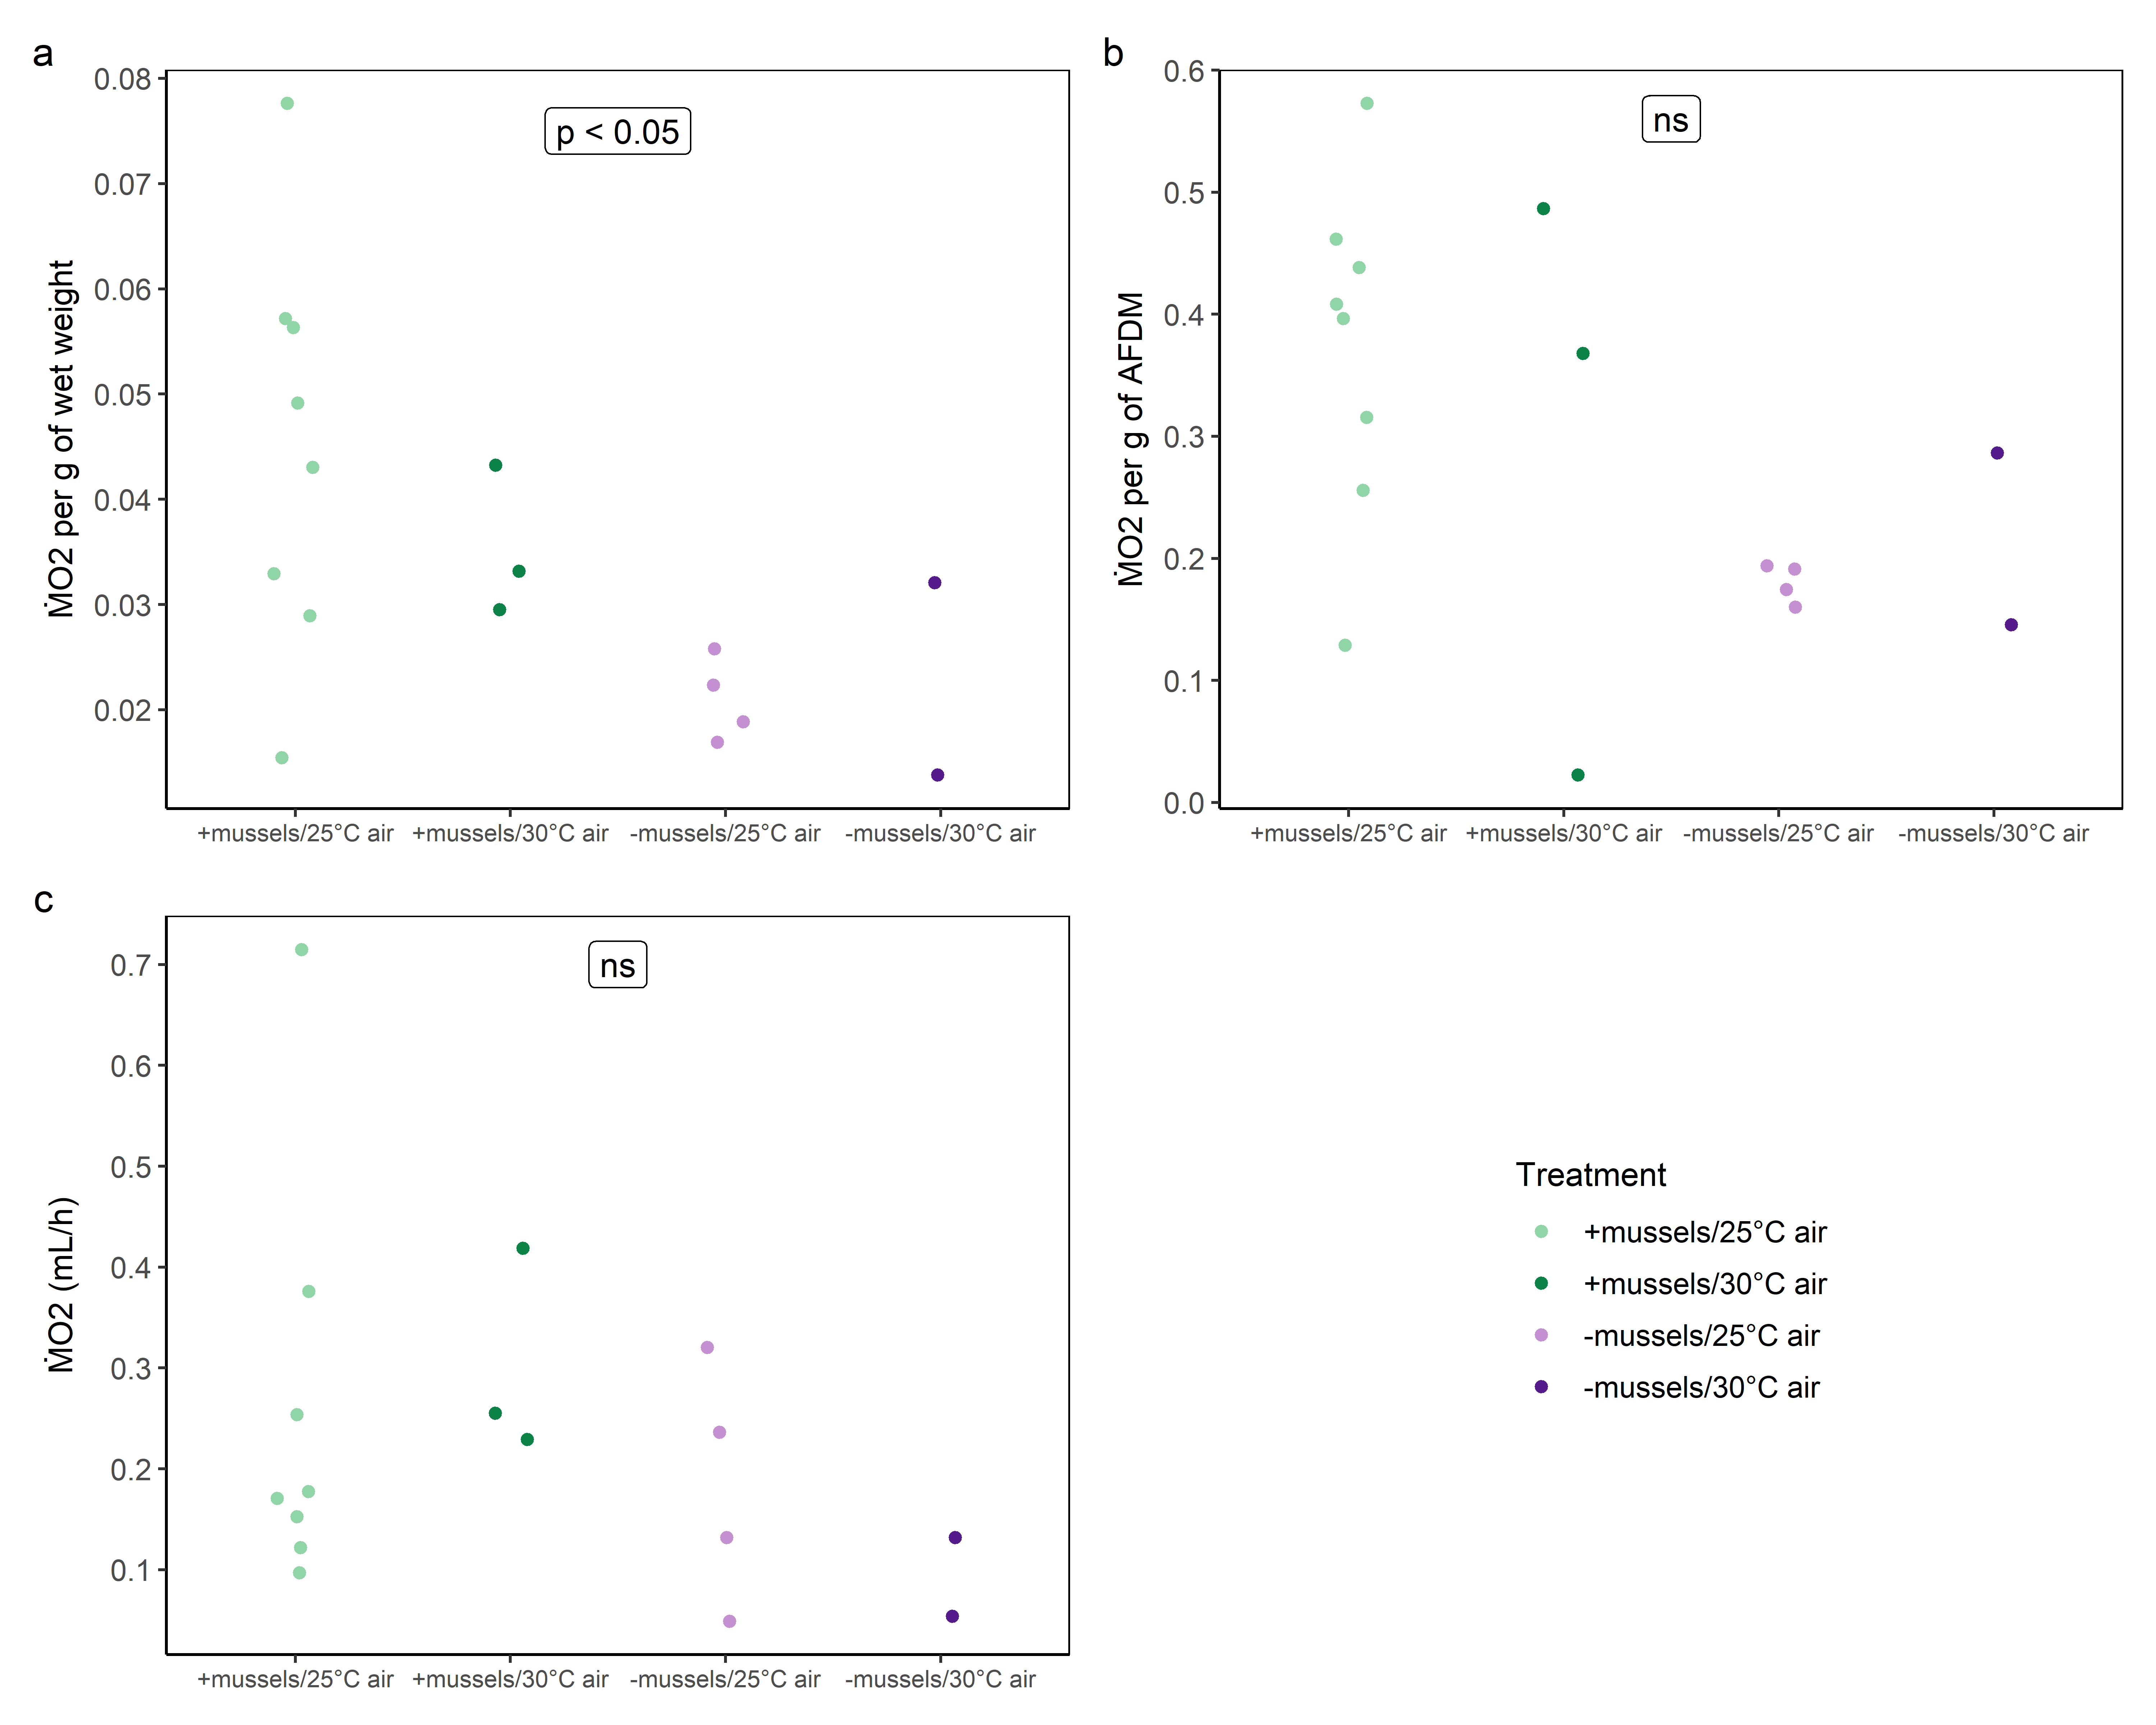 a
p < 0.05
ṀO2 per g of wet weight
0.08
0.07
0.06
0.05
0.04
0.03
0.02
+mussels/25°C air +mussels/30°C air -mussels/25°C air -mussels/30°C air
b
ns
ṀO2 per g of AFDM
0.6
0.5
0.4
0.3
0.2
0.1
0.0
+mussels/25°C air +mussels/30°C air -mussels/25°C air -mussels/30°C air
c
ns
ṀO2 (mL/h)
0.7
0.6
0.5
0.4
0.3
0.2
0.1
+mussels/25°C air +mussels/30°C air -mussels/25°C air -mussels/30°C air
Treatment
+mussels/25°C air
+mussels/30°C air
-mussels/25°C air
-mussels/30°C air